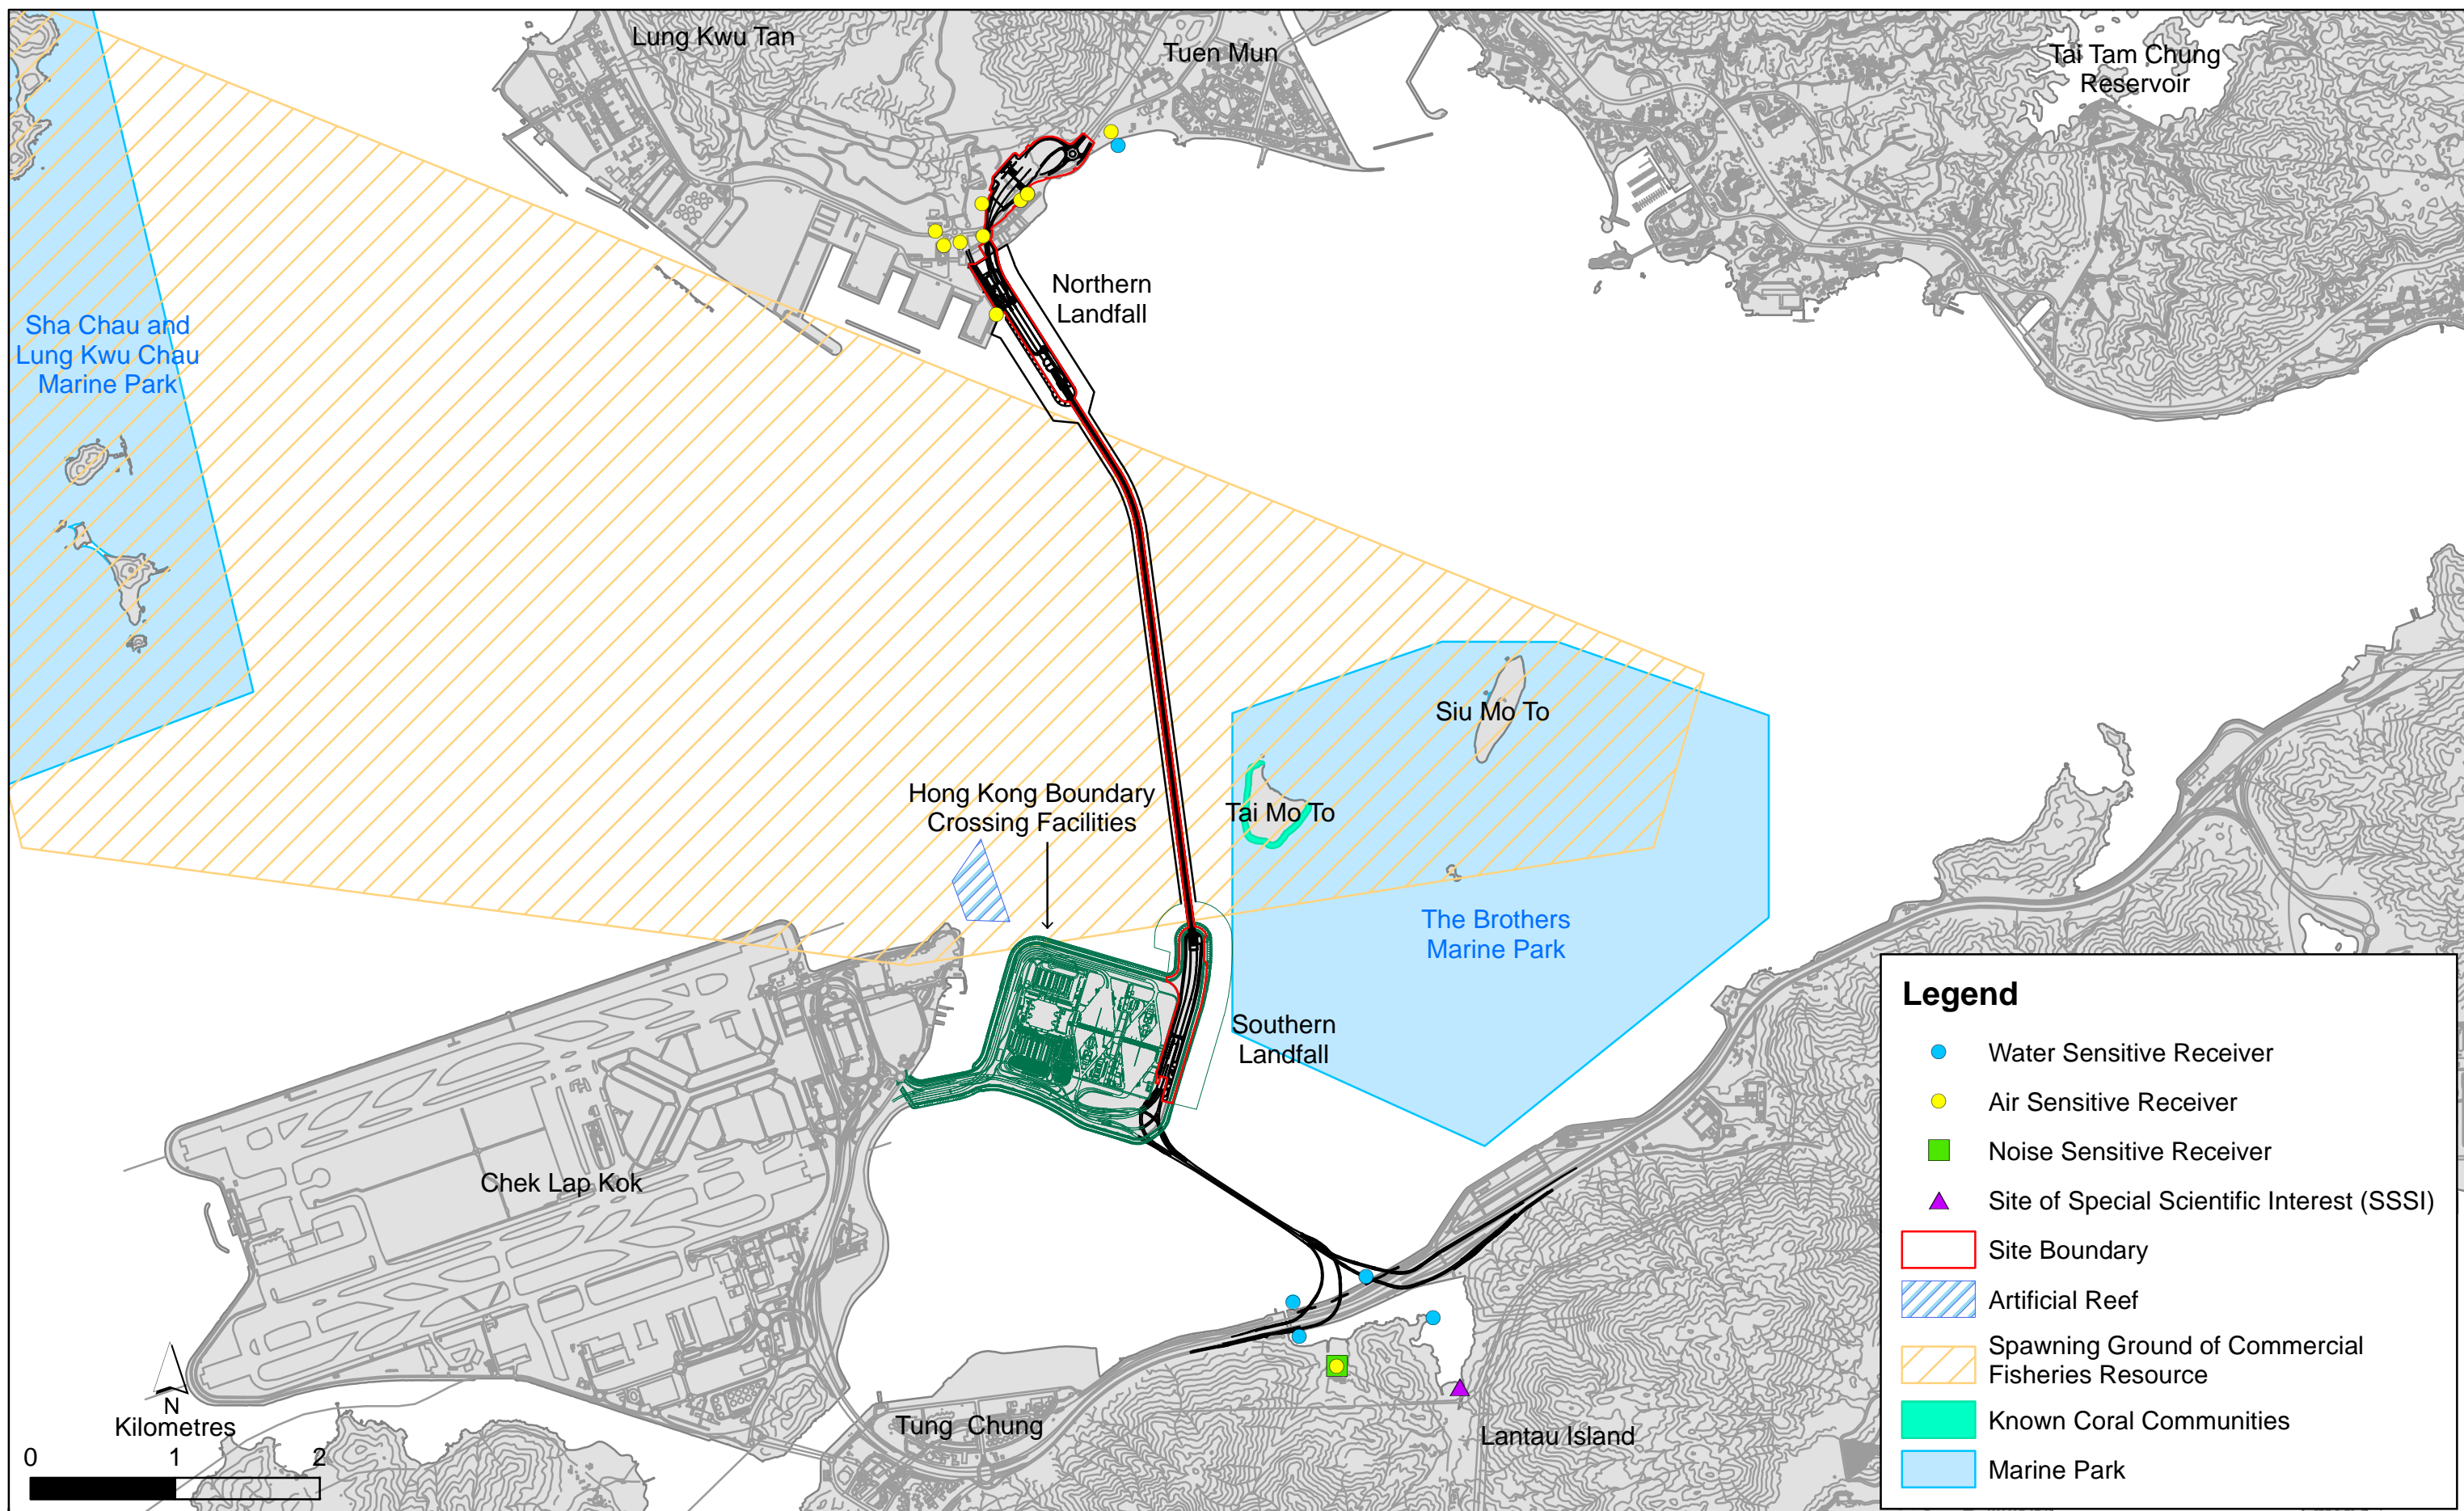 Lung Kwu Tan
Tuen Mun
Tai Tam Chung
Reservoir
Northern
Landfall
Sha Chau and
Lung Kwu Chau
Marine Park
Siu Mo To
Hong Kong Boundary
Crossing Facilities
Tai Mo To
The Brothers
Marine Park
Southern
Landfall
Chek Lap Kok
Tung Chung
Lantau Island
N
Kilometres
0 1 2
Legend
Water Sensitive Receiver
Air Sensitive Receiver
Noise Sensitive Receiver
Site of Special Scientific Interest (SSSI)
Site Boundary
Artificial Reef
Spawning Ground of Commercial
Fisheries Resource
Known Coral Communities
Marine Park